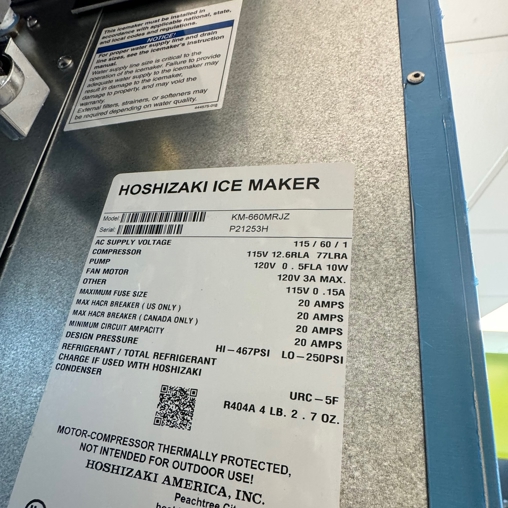 This icemaker must be installed in
accordance with applicable national, state,
and local codes and regulations.
NOTICE!
For proper water supply line and drain
line sizes, see the icemaker's instruction
manual.
Water supply line size is critical to the
operation of the icemaker. Failure to provide
adequate water supply to the icemaker may
result in damage to the icemaker,
damage to property, and may void the
warranty.
External filters, strainers, or softeners may
be required depending on water quality.
HOSHIZAKI ICE MAKER
Model KM-660MRJZ
Serial P21253H
AC SUPPLY VOLTAGE 115 / 60 / 1
COMPRESSOR 115V 12.6RLA 77LRA
PUMP 120V 0 . 5FLA 10W
FAN MOTOR 120V 3A MAX.
OTHER 115V 0 .15A
MAXIMUM FUSE SIZE 20 AMPS
MAX HACR BREAKER ( US ONLY ) 20 AMPS
MAX HACR BREAKER ( CANADA ONLY ) 20 AMPS
MINIMUM CIRCUIT AMPACITY 20 AMPS
DESIGN PRESSURE HI-467PSI LO-250PSI
REFRIGERANT / TOTAL REFRIGERANT
CHARGE IF USED WITH HOSHIZAKI
CONDENSER URC-5F
R404A 4 LB. 2 . 7 OZ.
MOTOR-COMPRESSOR THERMALLY PROTECTED,
NOT INTENDED FOR OUTDOOR USE!
HOSHIZAKI AMERICA, INC.
Peachtree Ci